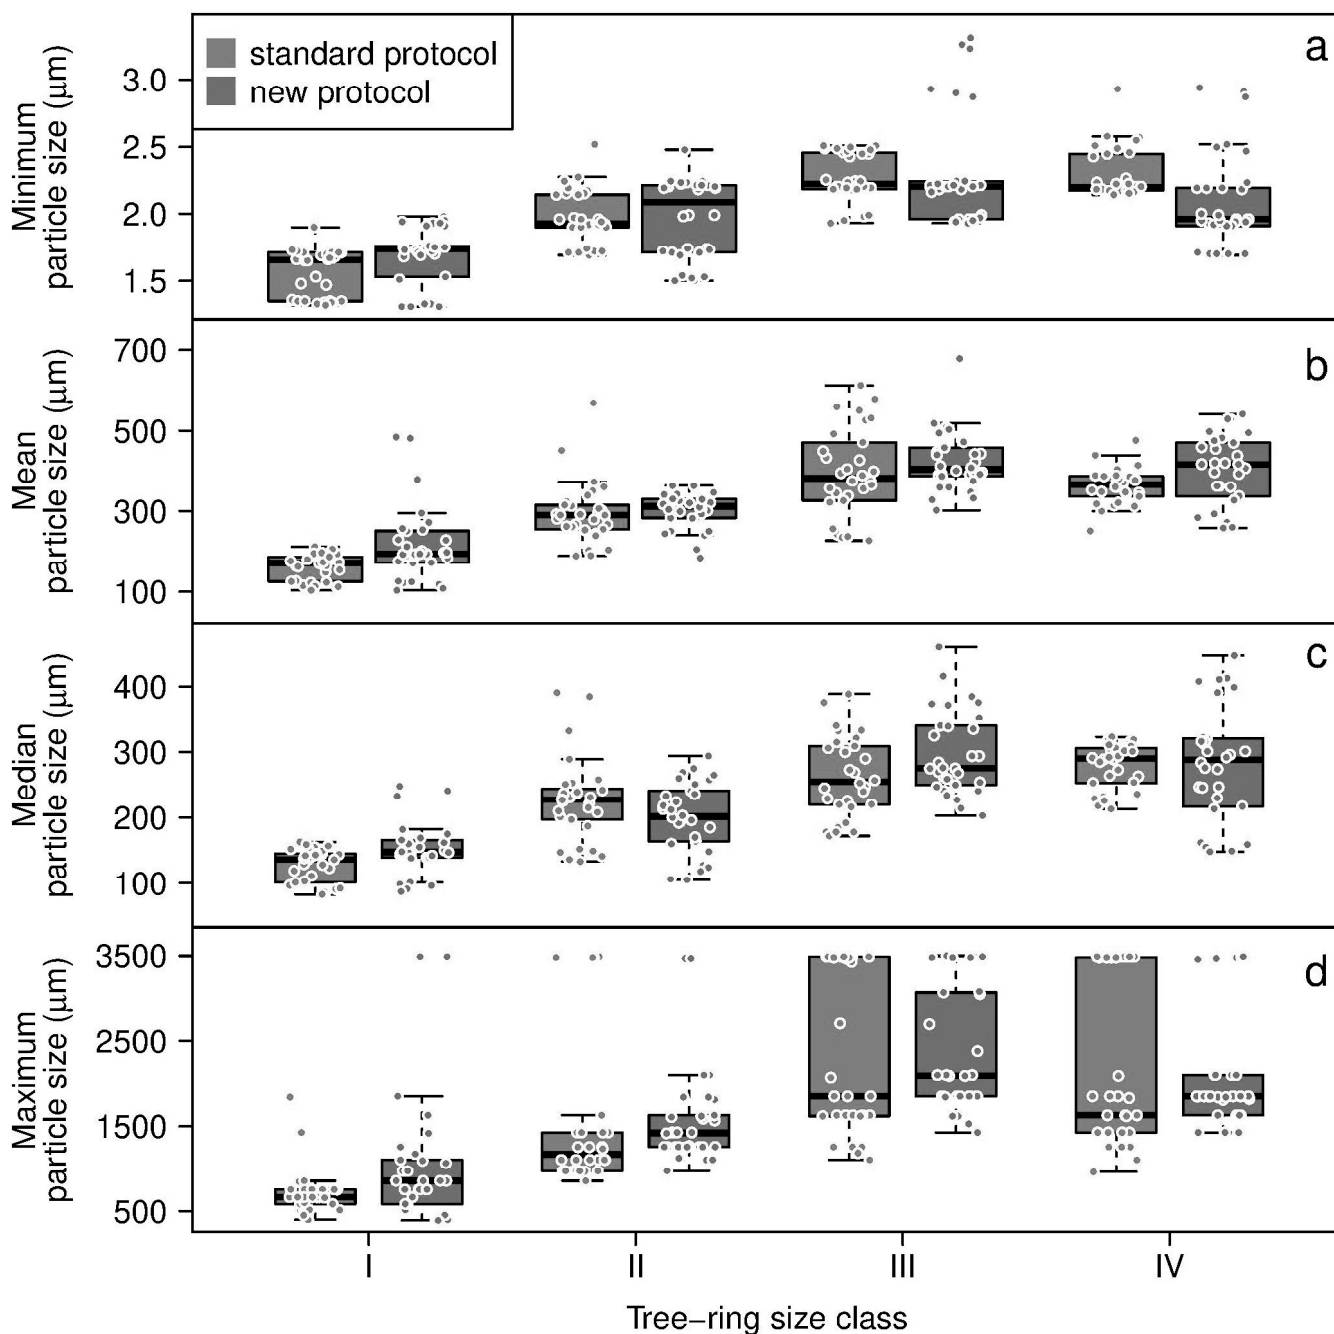 standard protocol
new protocol
a
Minimum
particle size (µm)
3.0
2.5
2.0
1.5
b
Mean
particle size (µm)
700
500
300
100
c
Median
particle size (µm)
400
300
200
100
d
Maximum
particle size (µm)
3500
2500
1500
500
I
II
III
IV
Tree−ring size class